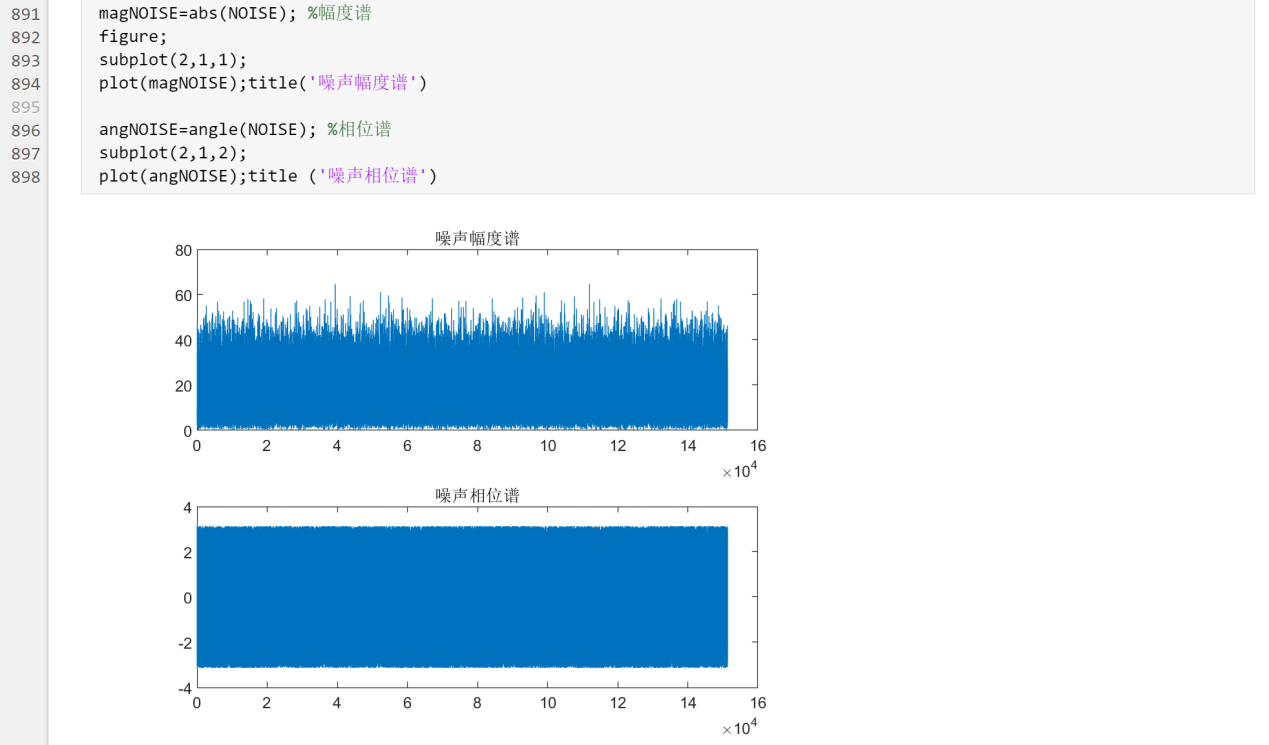 891 magNOISE=abs(NOISE); %幅度谱
892 figure;
893 subplot(2,1,1);
894 plot(magNOISE);title('噪声幅度谱')
895
896 angNOISE=angle(NOISE); %相位谱
897 subplot(2,1,2);
898 plot(angNOISE);title ('噪声相位谱')
噪声幅度谱
80
60
40
20
0
0 2 4 6 8 10 12 14 16
×10⁴
噪声相位谱
4
2
0
-2
-4
0 2 4 6 8 10 12 14 16
×10⁴